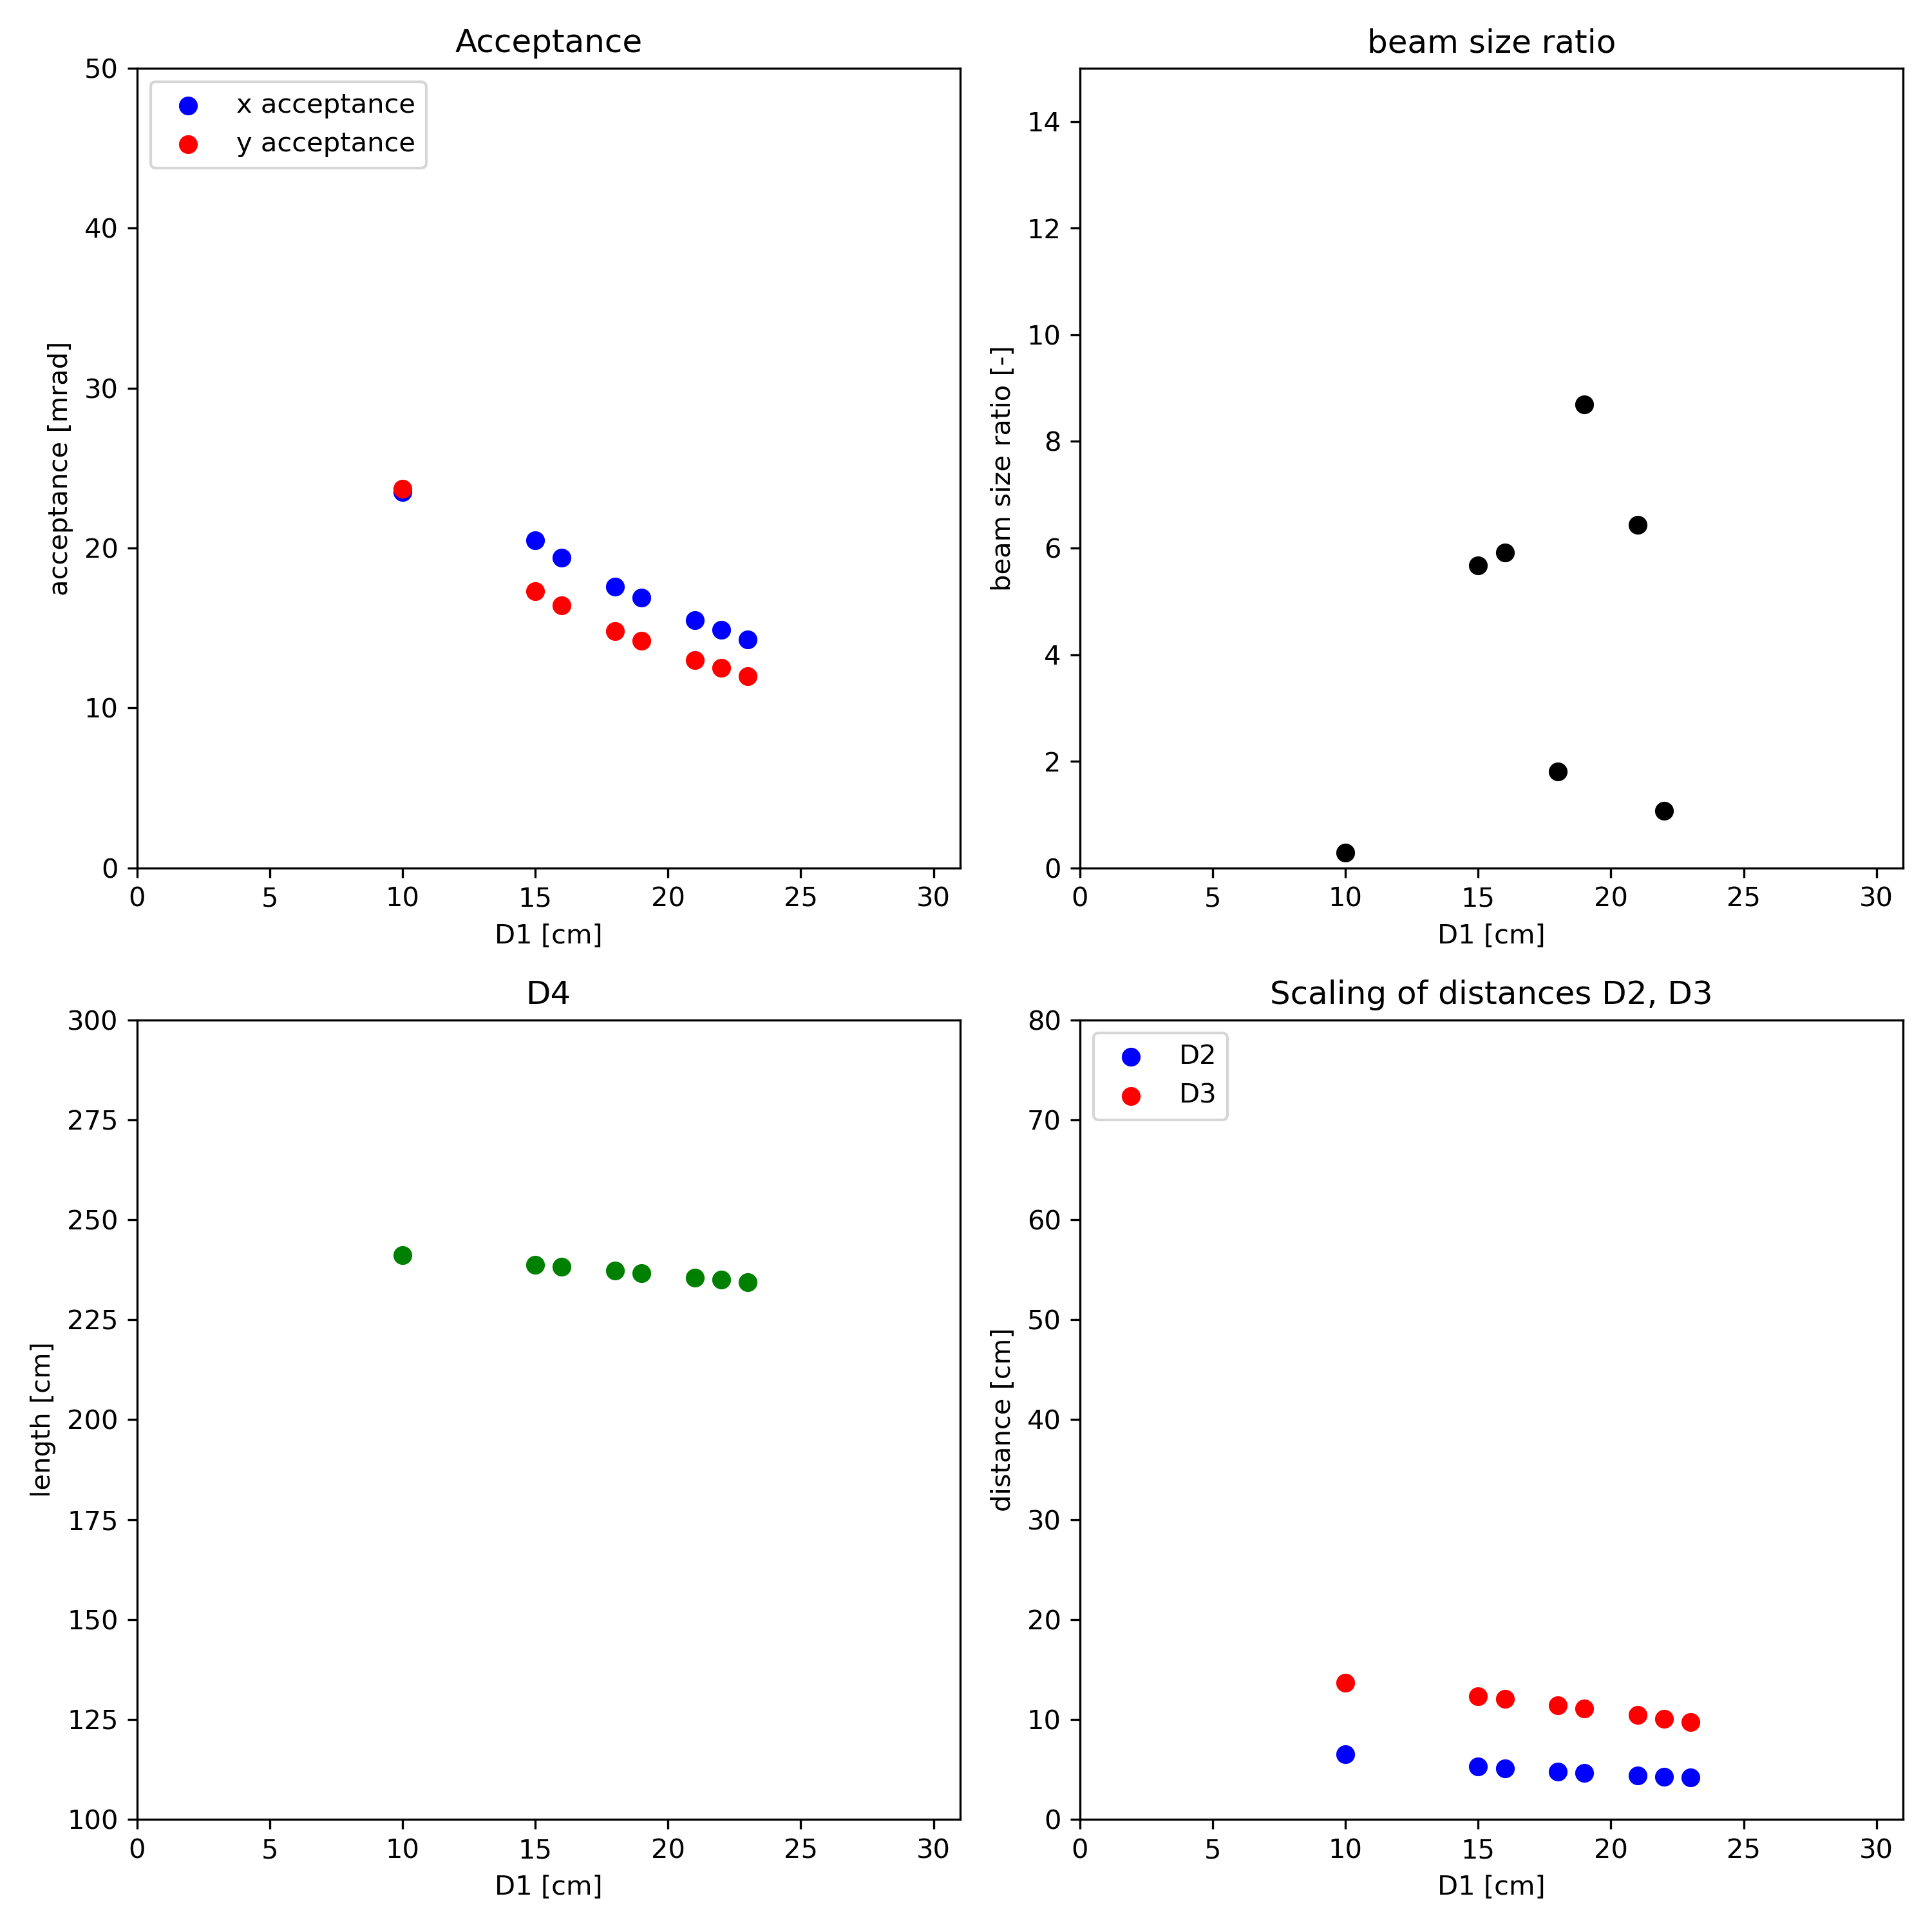 Acceptance
50
40
30
20
10
0
acceptance [mrad]
x acceptance
y acceptance
0 5 10 15 20 25 30
D1 [cm]
beam size ratio
14
12
10
8
6
4
2
0
beam size ratio [-]
0 5 10 15 20 25 30
D1 [cm]
D4
300
275
250
225
200
175
150
125
100
length [cm]
0 5 10 15 20 25 30
D1 [cm]
Scaling of distances D2, D3
80
70
60
50
40
30
20
10
0
distance [cm]
D2
D3
0 5 10 15 20 25 30
D1 [cm]